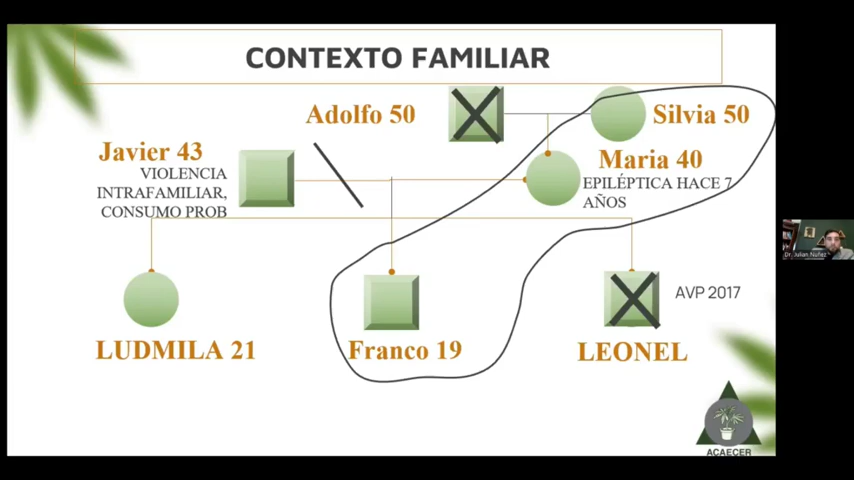 CONTEXTO FAMILIAR
Adolfo 50
Silvia 50
Javier 43
VIOLENCIA
INTRAFAMILIAR,
CONSUMO PROB
Maria 40
EPILÉPTICA HACE 7
AÑOS
AVP 2017
LUDMILA 21
Franco 19
LEONEL
ACAECER
Dr. Julian Nuñez